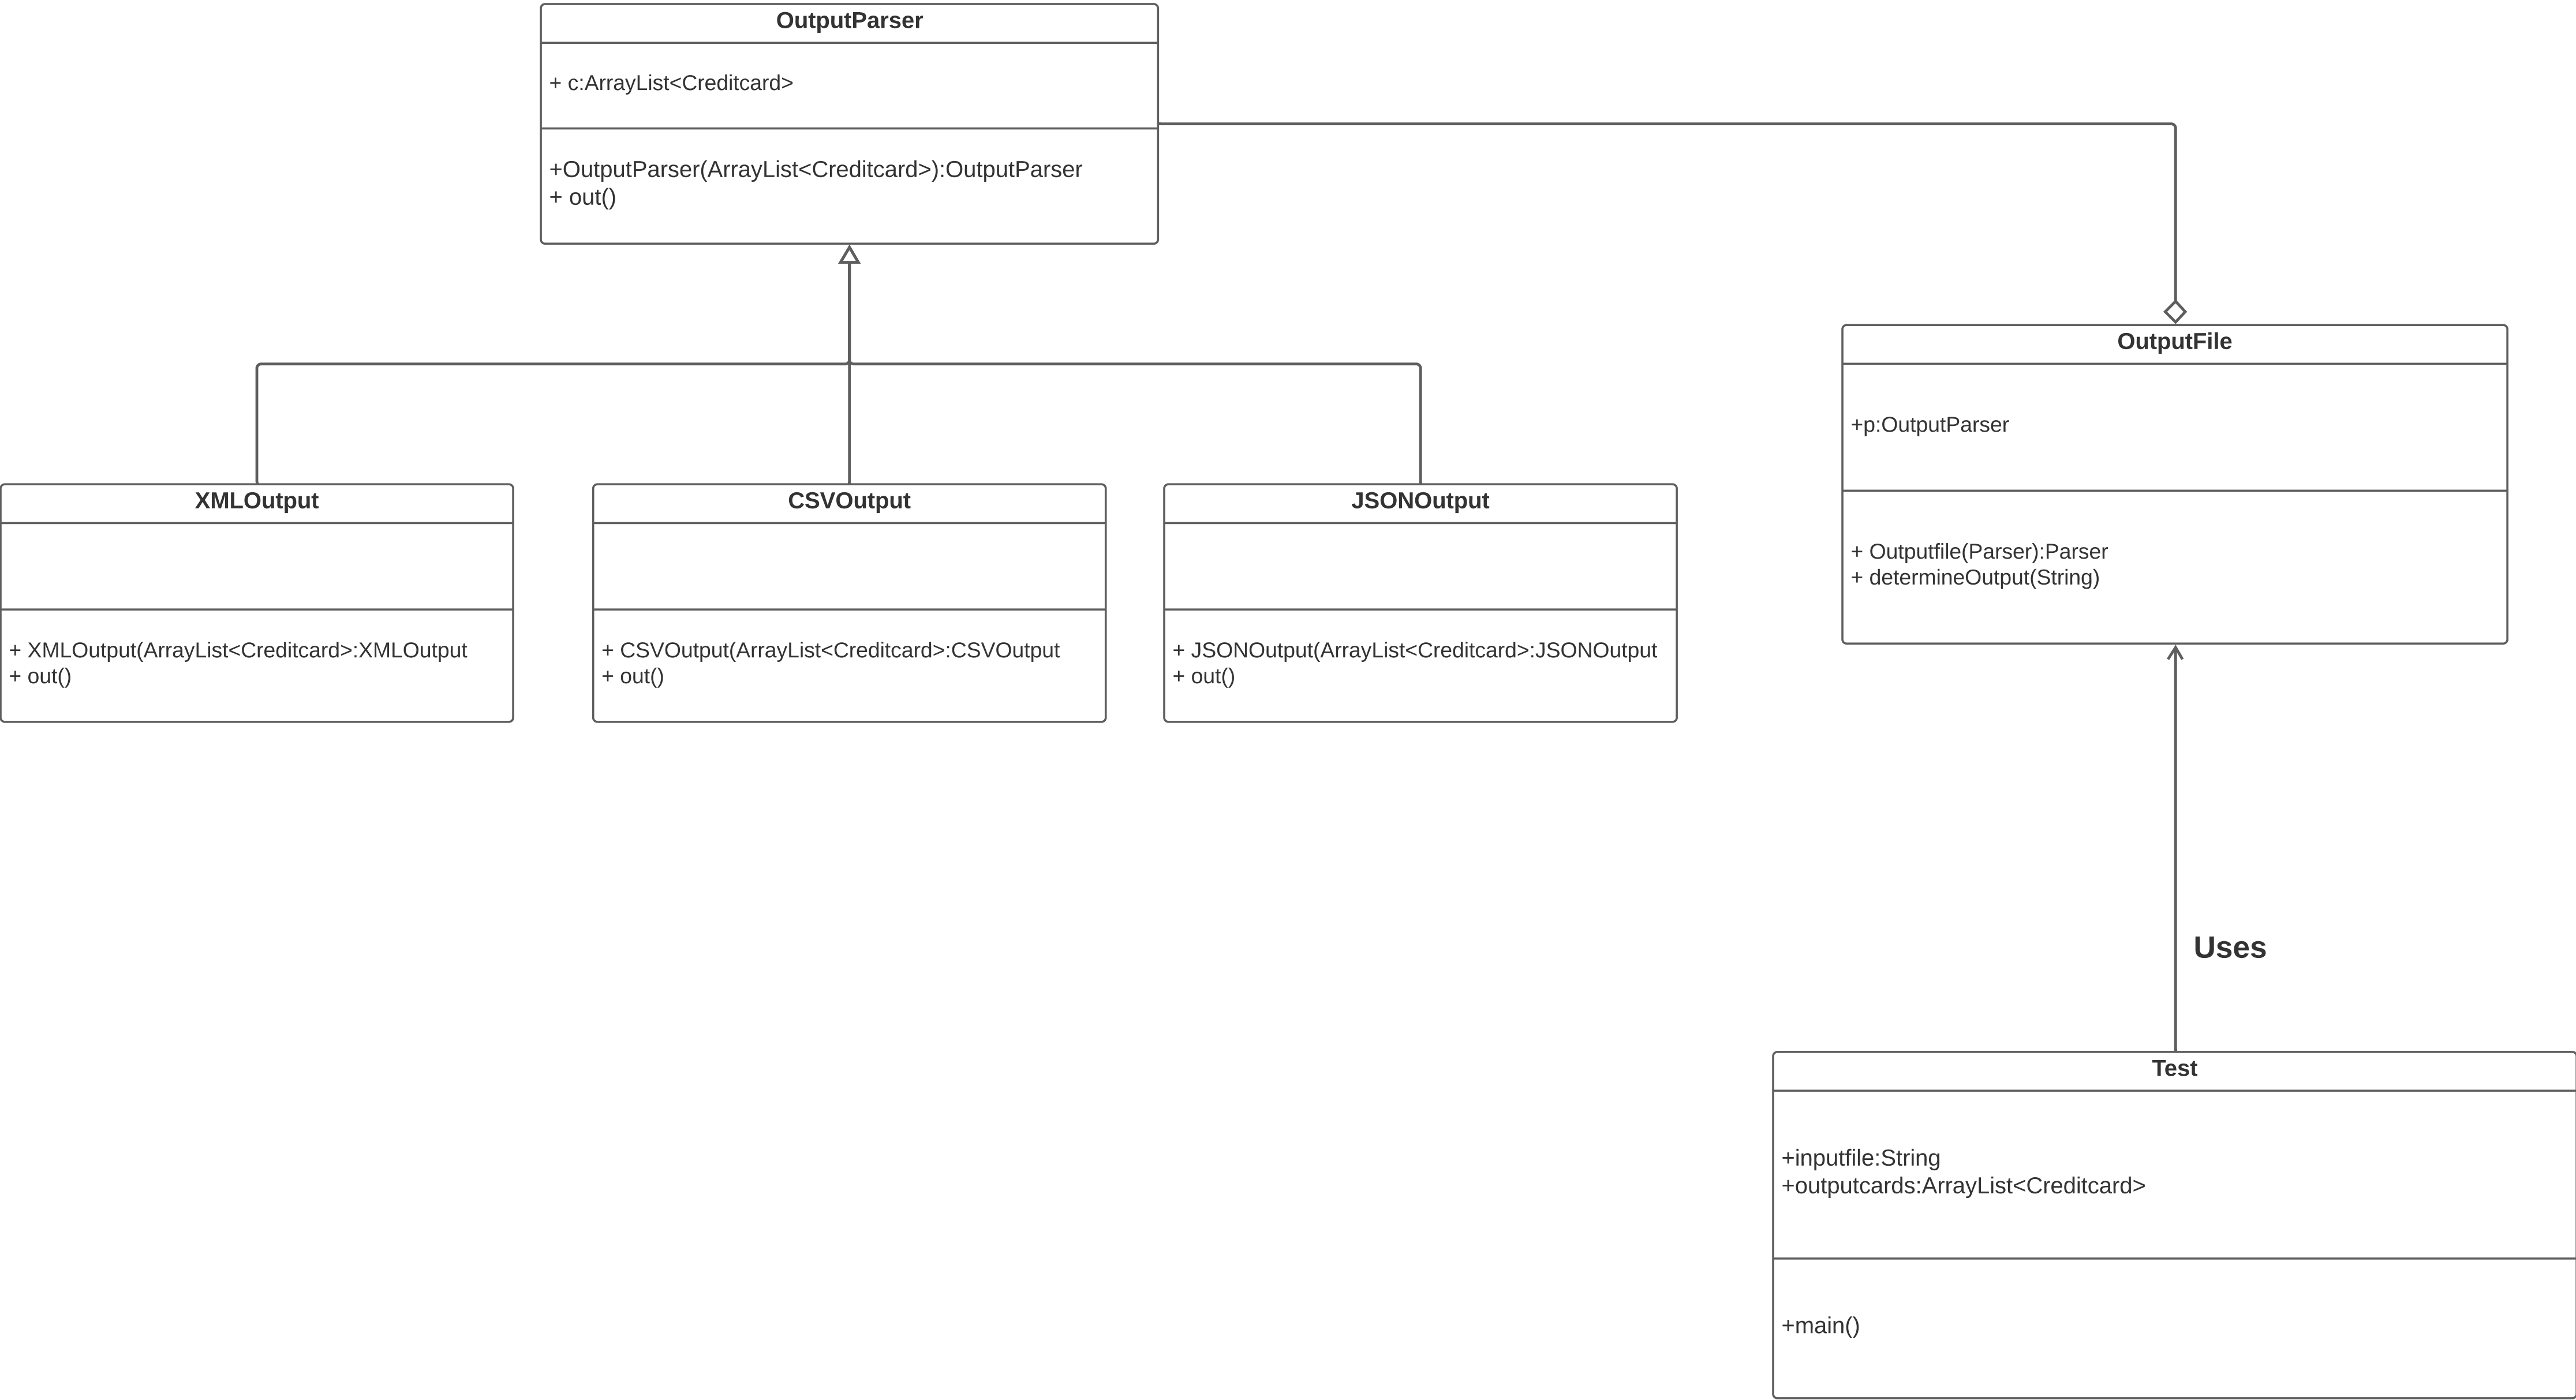 OutputParser
+ c:ArrayList<Creditcard>
+OutputParser(ArrayList<Creditcard>):OutputParser
+ out()
OutputFile
+p:OutputParser
+ Outputfile(Parser):Parser
+ determineOutput(String)
XMLOutput
+ XMLOutput(ArrayList<Creditcard>:XMLOutput
+ out()
CSVOutput
+ CSVOutput(ArrayList<Creditcard>:CSVOutput
+ out()
JSONOutput
+ JSONOutput(ArrayList<Creditcard>:JSONOutput
+ out()
Uses
Test
+inputfile:String
+outputcards:ArrayList<Creditcard>
+main()